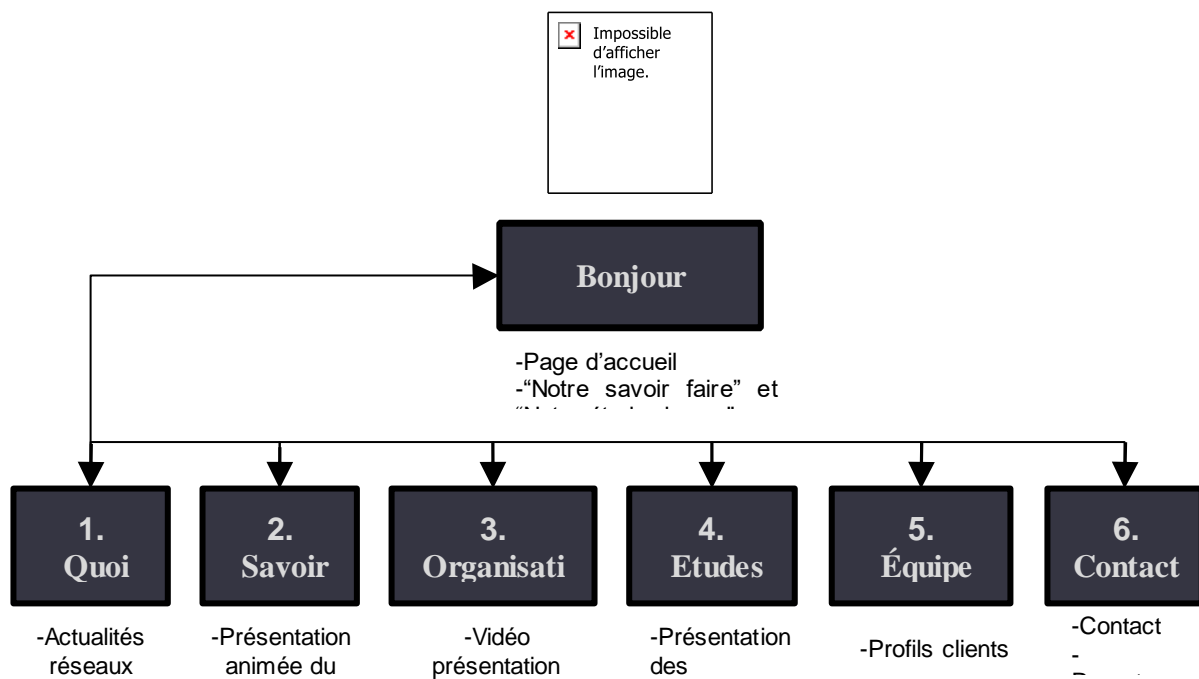 Impossible
d’afficher
l’image.
Bonjour
-Page d’accueil
-“Notre savoir faire” et
1.
Quoi
2.
Savoir
3.
Organisati
4.
Etudes
5.
Équipe
6.
Contact
-Actualités
réseaux
-Présentation
animée du
-Vidéo
présentation
-Présentation
des
-Profils clients
-Contact
-